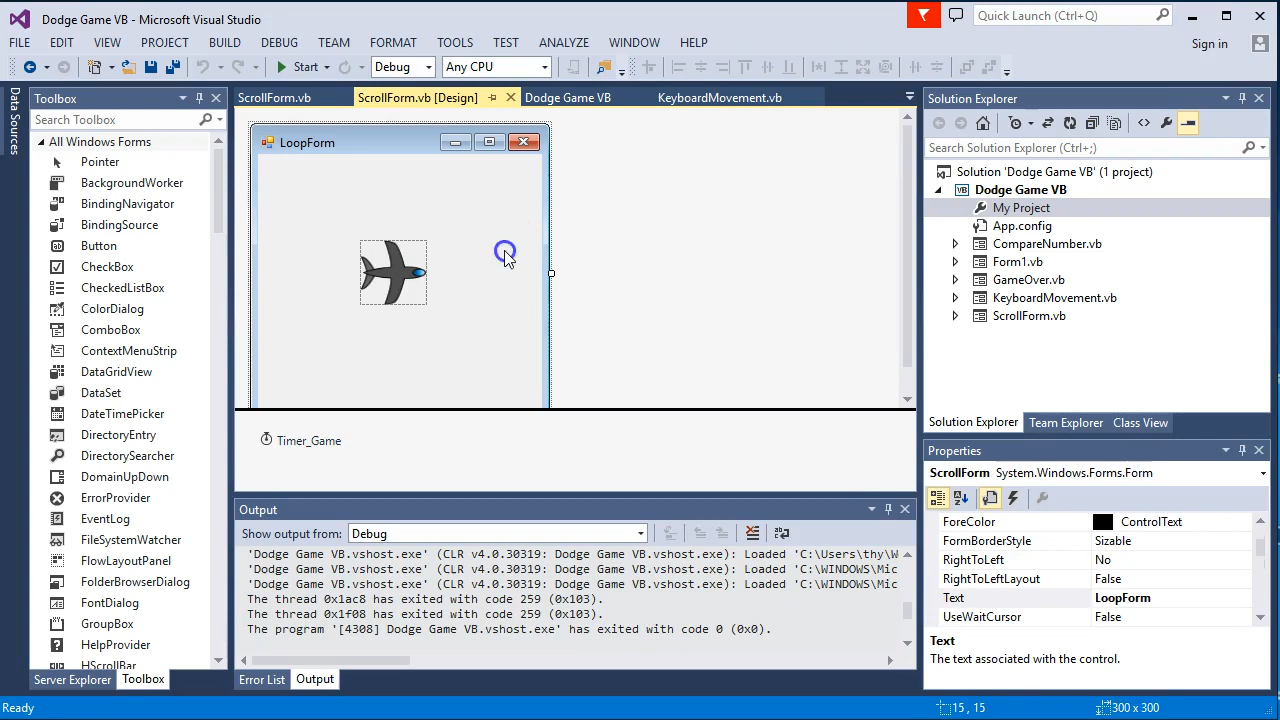 Dodge Game VB - Microsoft Visual Studio
Quick Launch (Ctrl+Q)
FILE EDIT VIEW PROJECT BUILD DEBUG TEAM FORMAT TOOLS TEST ANALYZE WINDOW HELP
Sign in
Start Debug Any CPU
Data Sources
Toolbox
Search Toolbox
All Windows Forms
Pointer
BackgroundWorker
BindingNavigator
BindingSource
Button
CheckBox
CheckedListBox
ColorDialog
ComboBox
ContextMenuStrip
DataGridView
DataSet
DateTimePicker
DirectoryEntry
DirectorySearcher
DomainUpDown
ErrorProvider
EventLog
FileSystemWatcher
FlowLayoutPanel
FolderBrowserDialog
FontDialog
GroupBox
HelpProvider
HScrollBar
Server Explorer Toolbox
ScrollForm.vb ScrollForm.vb [Design] Dodge Game VB KeyboardMovement.vb
LoopForm
Timer_Game
Output
Show output from: Debug
'Dodge Game VB.vshost.exe' (CLR v4.0.30319: Dodge Game VB.vshost.exe): Loaded 'C:\Users\thy\W
'Dodge Game VB.vshost.exe' (CLR v4.0.30319: Dodge Game VB.vshost.exe): Loaded 'C:\WINDOWS\Mic
'Dodge Game VB.vshost.exe' (CLR v4.0.30319: Dodge Game VB.vshost.exe): Loaded 'C:\WINDOWS\Mic
The thread 0x1ac8 has exited with code 259 (0x103).
The thread 0x1f08 has exited with code 259 (0x103).
The program '[4308] Dodge Game VB.vshost.exe' has exited with code 0 (0x0).
Error List Output
Solution Explorer
Search Solution Explorer (Ctrl+;)
Solution 'Dodge Game VB' (1 project)
VB Dodge Game VB
My Project
App.config
CompareNumber.vb
Form1.vb
GameOver.vb
KeyboardMovement.vb
ScrollForm.vb
Solution Explorer Team Explorer Class View
Properties
ScrollForm System.Windows.Forms.Form
ForeColor ControlText
FormBorderStyle Sizable
RightToLeft No
RightToLeftLayout False
Text LoopForm
UseWaitCursor False
Text
The text associated with the control.
Ready
15 , 15
300 x 300